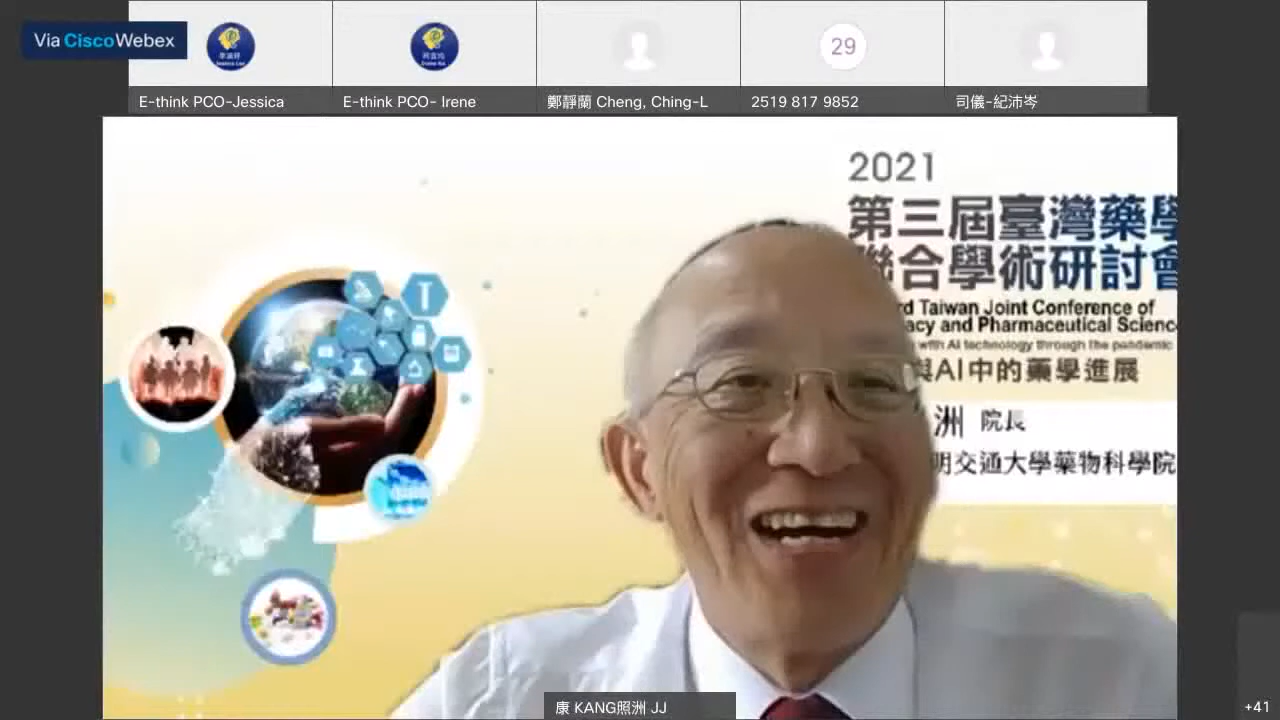 Via Cisco Webex
E-think PCO-Jessica
E-think PCO- Irene
鄭靜蘭 Cheng, Ching-L
29
2519 817 9852
司儀-紀沛岑
2021
第三屆臺灣藥學
聯合學術研討會
rd Taiwan Joint Conference of
acy and Pharmaceutical Scienc
with AI technology through the pandemic
與AI中的藥學進展
洲 院長
明交通大學藥物科學院
康 KANG照洲 JJ
+41